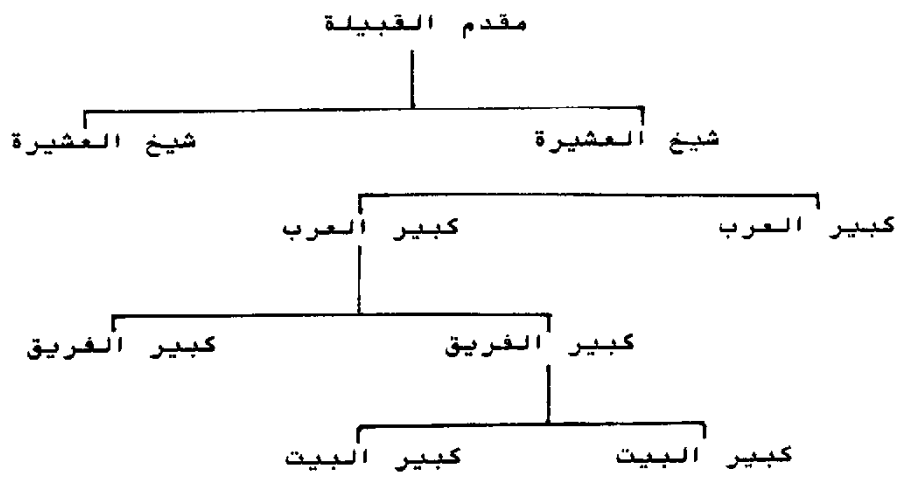 مقدم القبيلة
شيخ العشيرة شيخ العشيرة
كبير العرب كبير العرب
كبير الفريق كبير الفريق
كبير البيت كبير البيت